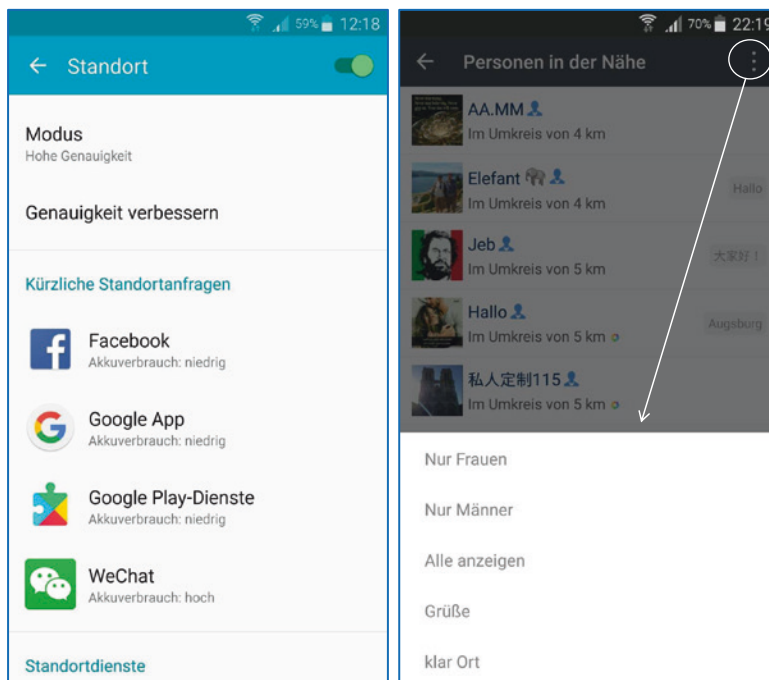 59% 12:18
Standort
Modus
Hohe Genauigkeit
Genauigkeit verbessern
Kürzliche Standortanfragen
Facebook
Akkuverbrauch: niedrig
Google App
Akkuverbrauch: niedrig
Google Play-Dienste
Akkuverbrauch: niedrig
WeChat
Akkuverbrauch: hoch
Standortdienste
70% 22:19
Personen in der Nähe
AA.MM
Im Umkreis von 4 km
Elefant
Im Umkreis von 4 km
Hallo
Jeb
Im Umkreis von 5 km
大家好！
Hallo
Im Umkreis von 5 km
Augsburg
私人定制115
Im Umkreis von 5 km
Nur Frauen
Nur Männer
Alle anzeigen
Grüße
klar Ort